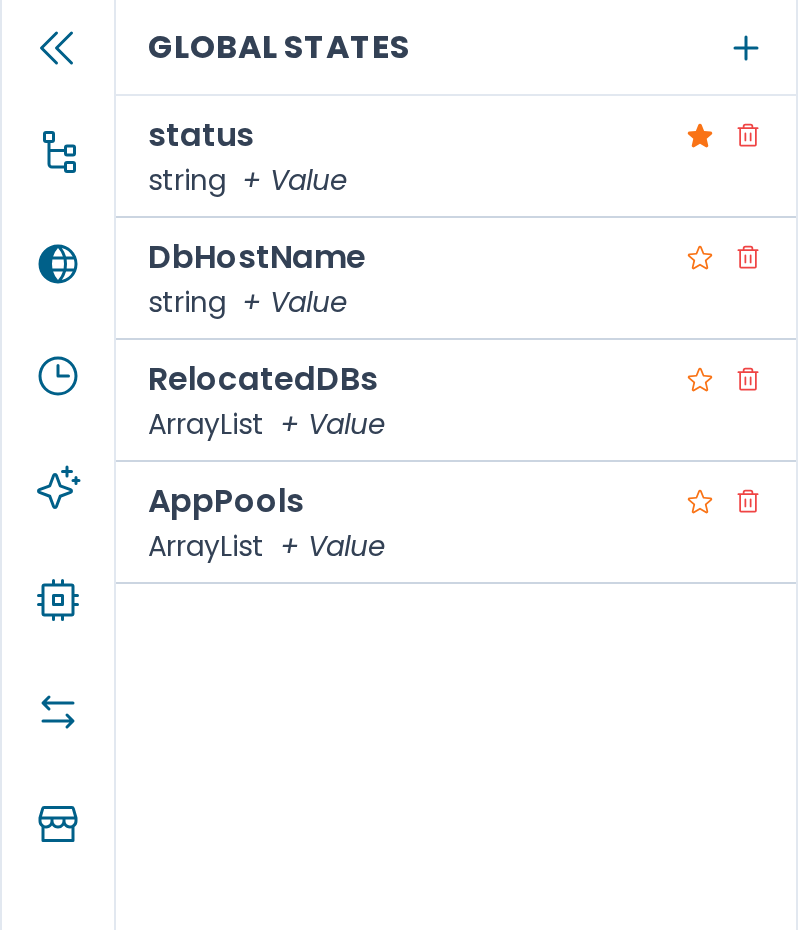 GLOBAL STATES
status
string + Value
DbHostName
string + Value
RelocatedDBs
ArrayList + Value
AppPools
ArrayList + Value